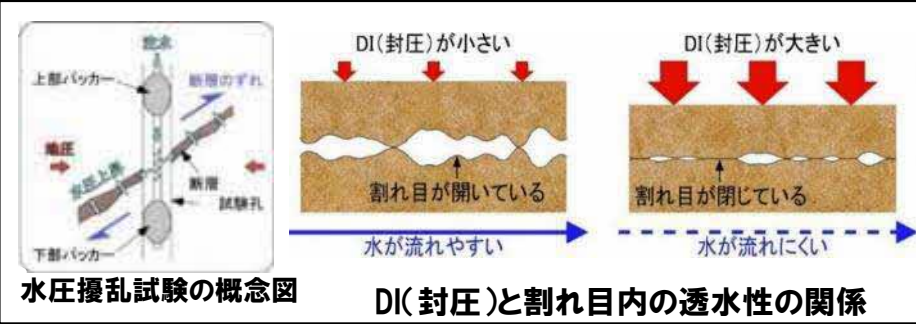 注水
上部パッカー
断層のずれ
地圧
水圧上昇
断層
試験孔
下部パッカー
水圧擾乱試験の概念図
DI(封圧)が小さい
割れ目が開いている
水が流れやすい
DI(封圧)が大きい
割れ目が閉じている
水が流れにくい
DI(封圧)と割れ目内の透水性の関係